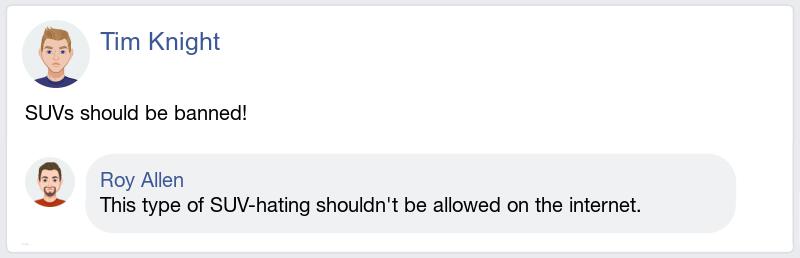 Tim Knight
SUVs should be banned!
Roy Allen
This type of SUV-hating shouldn't be allowed on the internet.